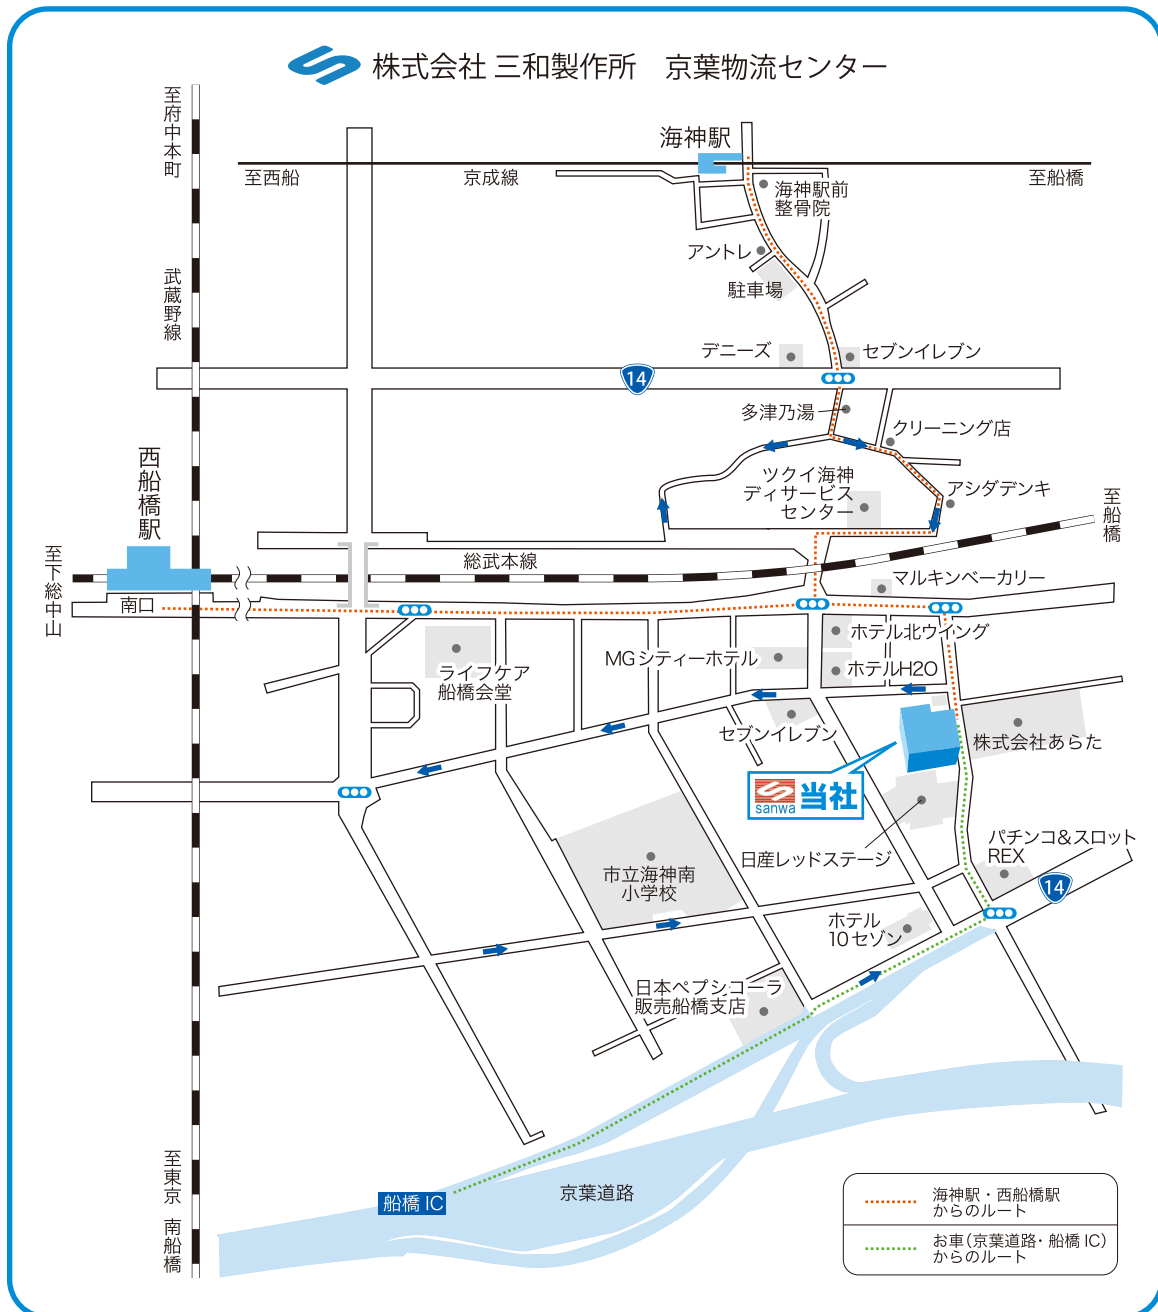 株式会社 三和製作所　京葉物流センター
至府中本町
海神駅
至西船
京成線
至船橋
海神駅前
整骨院
アントレ
駐車場
武蔵野線
デニーズ
セブンイレブン
14
多津乃湯
クリーニング店
西船橋駅
ツクイ海神
ディサービス
センター
アシダデンキ
至船橋
至下総中山
総武本線
南口
マルキンベーカリー
ホテル北ウイング
MGシティーホテル
ホテルH2O
ライフケア
船橋会堂
セブンイレブン
株式会社あらた
sanwa
当社
日産レッドステージ
パチンコ&スロット
REX
14
市立海神南
小学校
ホテル
10セゾン
日本ペプシコーラ
販売船橋支店
至東京 南船橋
京葉道路
船橋 IC
海神駅・西船橋駅
からのルート
お車(京葉道路・船橋 IC)
からのルート